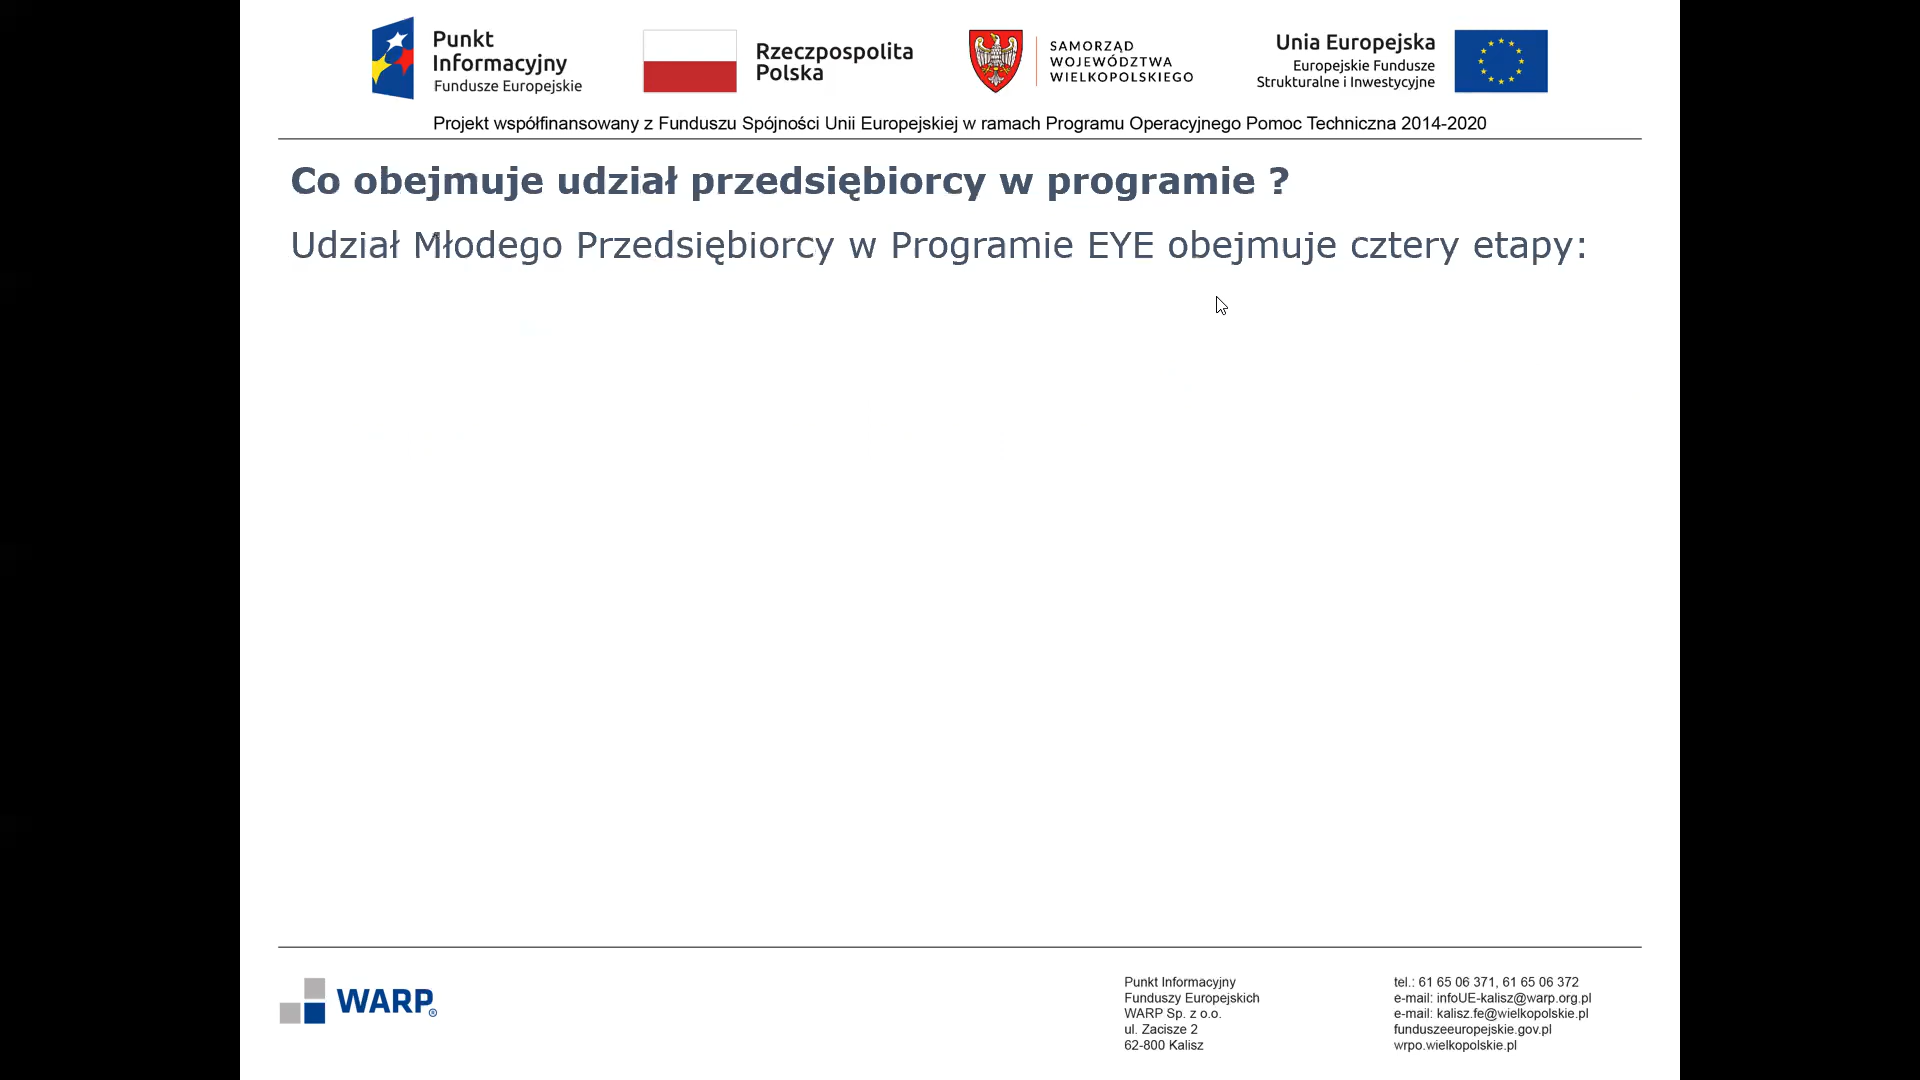 Punkt
Informacyjny
Fundusze Europejskie
Rzeczpospolita
Polska
SAMORZĄD
WOJEWÓDZTWA
WIELKOPOLSKIEGO
Unia Europejska
Europejskie Fundusze
Strukturalne i Inwestycyjne
Projekt współfinansowany z Funduszu Spójności Unii Europejskiej w ramach Programu Operacyjnego Pomoc Techniczna 2014-2020
Co obejmuje udział przedsiębiorcy w programie ?
Udział Młodego Przedsiębiorcy w Programie EYE obejmuje cztery etapy:
WARP®
Punkt Informacyjny
Funduszy Europejskich
WARP Sp. z o.o.
ul. Zacisze 2
62-800 Kalisz
tel.: 61 65 06 371, 61 65 06 372
e-mail: infoUE-kalisz@warp.org.pl
e-mail: kalisz.fe@wielkopolskie.pl
funduszeeuropejskie.gov.pl
wrpo.wielkopolskie.pl